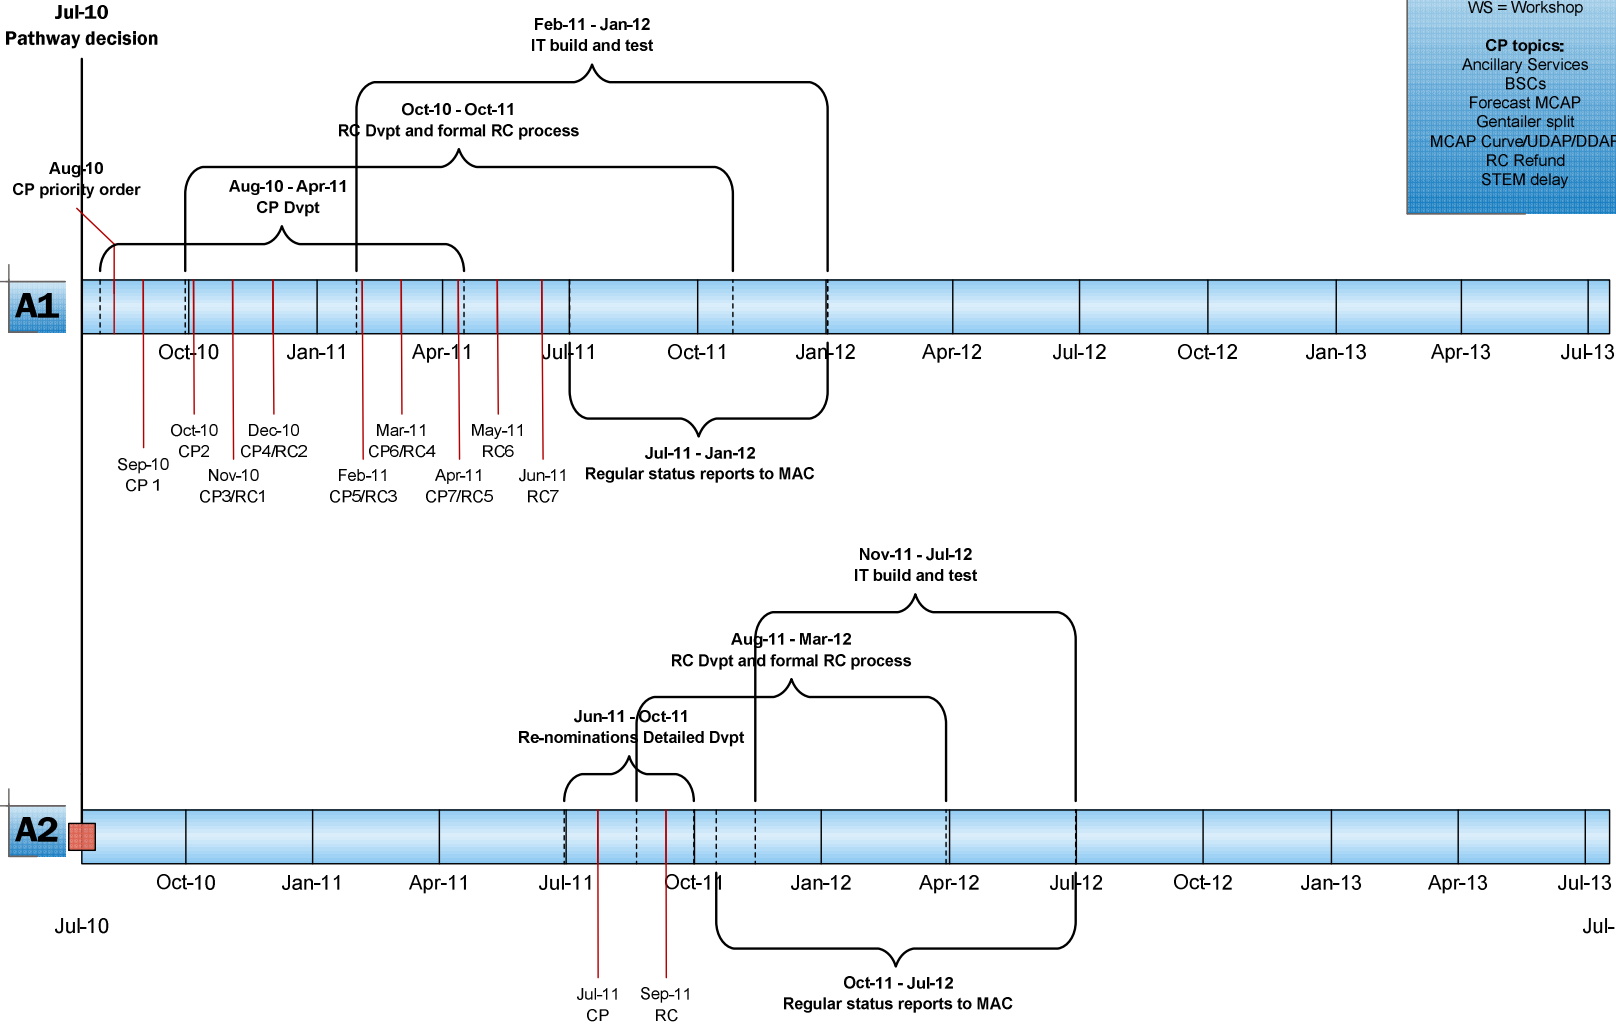 Jul-10
Pathway decision
WS = Workshop
CP topics:
Ancillary Services
BSCs
Forecast MCAP
Gentailer split
MCAP Curve/UDAP/DDAP
RC Refund
STEM delay
Feb-11 - Jan-12
IT build and test
Oct-10 - Oct-11
RC Dvpt and formal RC process
Aug-10
CP priority order
Aug-10 - Apr-11
CP Dvpt
A1
Oct-10
Jan-11
Apr-11
Jul-11
Oct-11
Jan-12
Apr-12
Jul-12
Oct-12
Jan-13
Apr-13
Jul-13
Sep-10
CP 1
Oct-10
CP2
Nov-10
CP3/RC1
Dec-10
CP4/RC2
Feb-11
CP5/RC3
Mar-11
CP6/RC4
Apr-11
CP7/RC5
May-11
RC6
Jun-11
RC7
Jul-11 - Jan-12
Regular status reports to MAC
Nov-11 - Jul-12
IT build and test
Aug-11 - Mar-12
RC Dvpt and formal RC process
Jun-11 - Oct-11
Re-nominations Detailed Dvpt
A2
Oct-10
Jan-11
Apr-11
Jul-11
Oct-11
Jan-12
Apr-12
Jul-12
Oct-12
Jan-13
Apr-13
Jul-13
Jul-10
Jul-
Oct-11 - Jul-12
Regular status reports to MAC
Jul-11
CP
Sep-11
RC